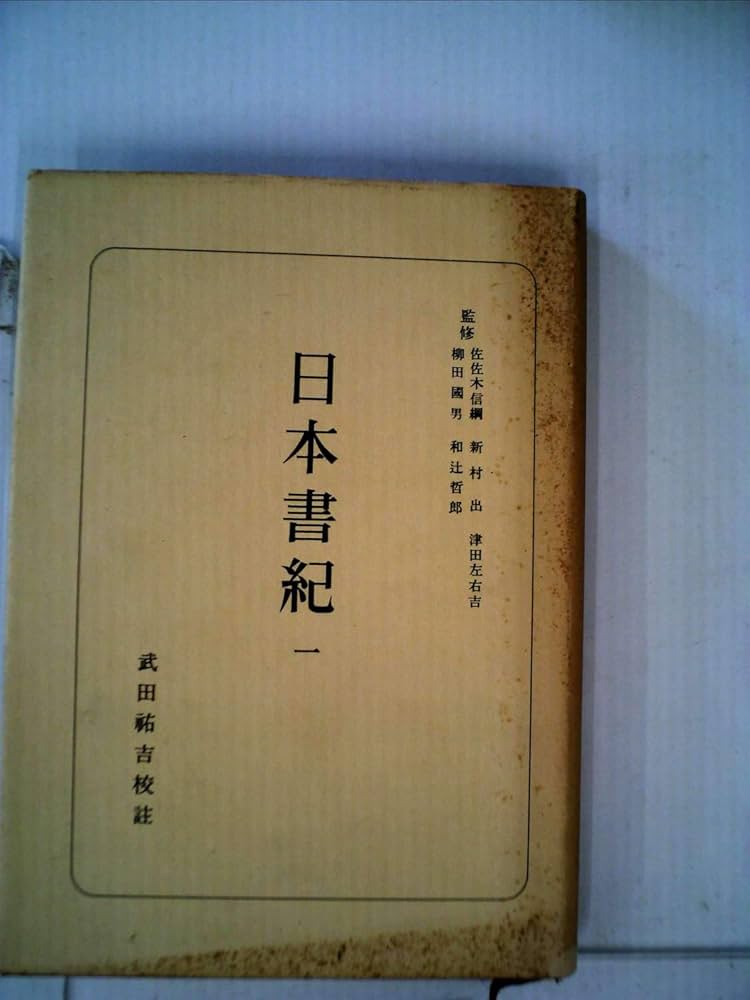 監修
佐佐木信綱 新村出 津田左右吉
柳田國男 和辻哲郎
日本書紀 一
武田祐吉校註